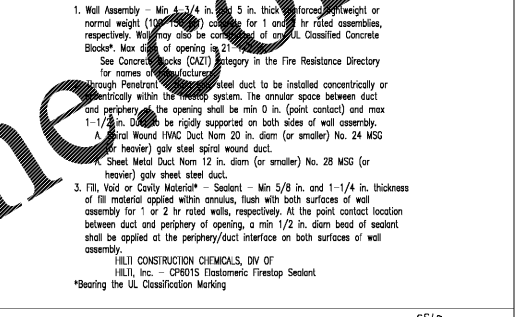 1. Wall Assembly – Min 4-3/4 in. and 5 in. thick reinforced lightweight or
normal weight (100-150 pcf) concrete for 1 and 2 hr rated assemblies,
respectively. Wall may also be constructed of any UL Classified Concrete
Blocks*. Max diam of opening is 21-1/2 in.
See Concrete Blocks (CAZT) category in the Fire Resistance Directory
for names of manufacturers.
Through Penetrant – steel duct to be installed concentrically or
eccentrically within the firestop system. The annular space between duct
and periphery of the opening shall be min 0 in. (point contact) and max
1-1/2 in. Duct to be rigidly supported on both sides of wall assembly.
A. Spiral Wound HVAC Duct Nom 20 in. diam (or smaller) No. 24 MSG
(or heavier) galv steel spiral wound duct.
A. Sheet Metal Duct Nom 12 in. diam (or smaller) No. 28 MSG (or
heavier) galv sheet steel duct.
3. Fill, Void or Cavity Material* – Sealant – Min 5/8 in. and 1-1/4 in. thickness
of fill material applied within annulus, flush with both surfaces of wall
assembly for 1 or 2 hr rated walls, respectively. At the point contact location
between duct and periphery of opening, a min 1/2 in. diam bead of sealant
shall be applied at the periphery/duct interface on both surfaces of wall
assembly.
HILTI CONSTRUCTION CHEMICALS, DIV OF
HILTI, Inc. – CP601S Elastomeric Firestop Sealant
*Bearing the UL Classification Marking